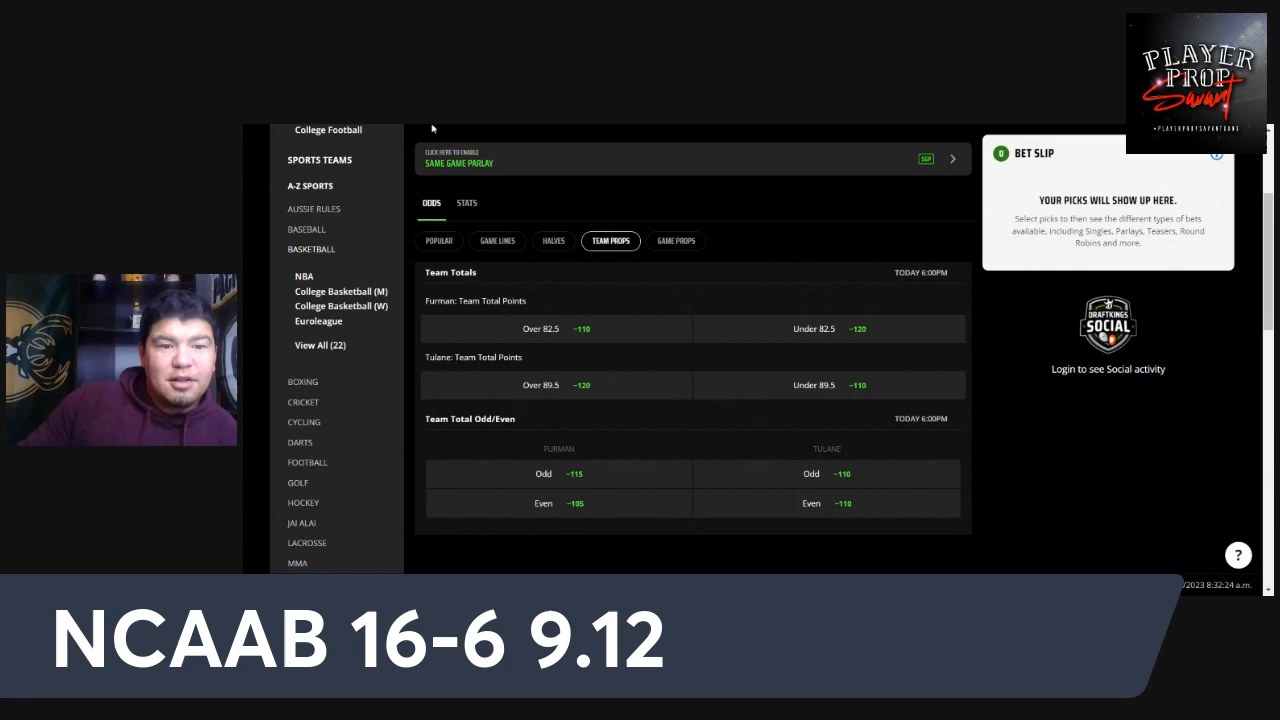 PLAYER
PROP
Savant
#PLAYERPROPSAVANTGANG
College Football
SPORTS TEAMS
A-Z SPORTS
AUSSIE RULES
BASEBALL
BASKETBALL
NBA
College Basketball (M)
College Basketball (W)
Euroleague
View All (22)
BOXING
CRICKET
CYCLING
DARTS
FOOTBALL
GOLF
HOCKEY
JAI ALAI
LACROSSE
MMA
CLICK HERE TO ENABLE
SAME GAME PARLAY SGP
ODDS STATS
POPULAR GAME LINES HALVES TEAM PROPS GAME PROPS
Team Totals TODAY 6:00PM
Furman: Team Total Points
Over 82.5 −110 Under 82.5 −120
Tulane: Team Total Points
Over 89.5 −120 Under 89.5 −110
Team Total Odd/Even TODAY 6:00PM
FURMAN TULANE
Odd −115 Odd −110
Even −105 Even −110
0 BET SLIP
YOUR PICKS WILL SHOW UP HERE.
Select picks to then see the different types of bets
available, including Singles, Parlays, Teasers, Round
Robins and more.
DRAFTKINGS
SOCIAL
Login to see Social activity
?
/2023 8:32:24 a.m.
NCAAB 16-6 9.12